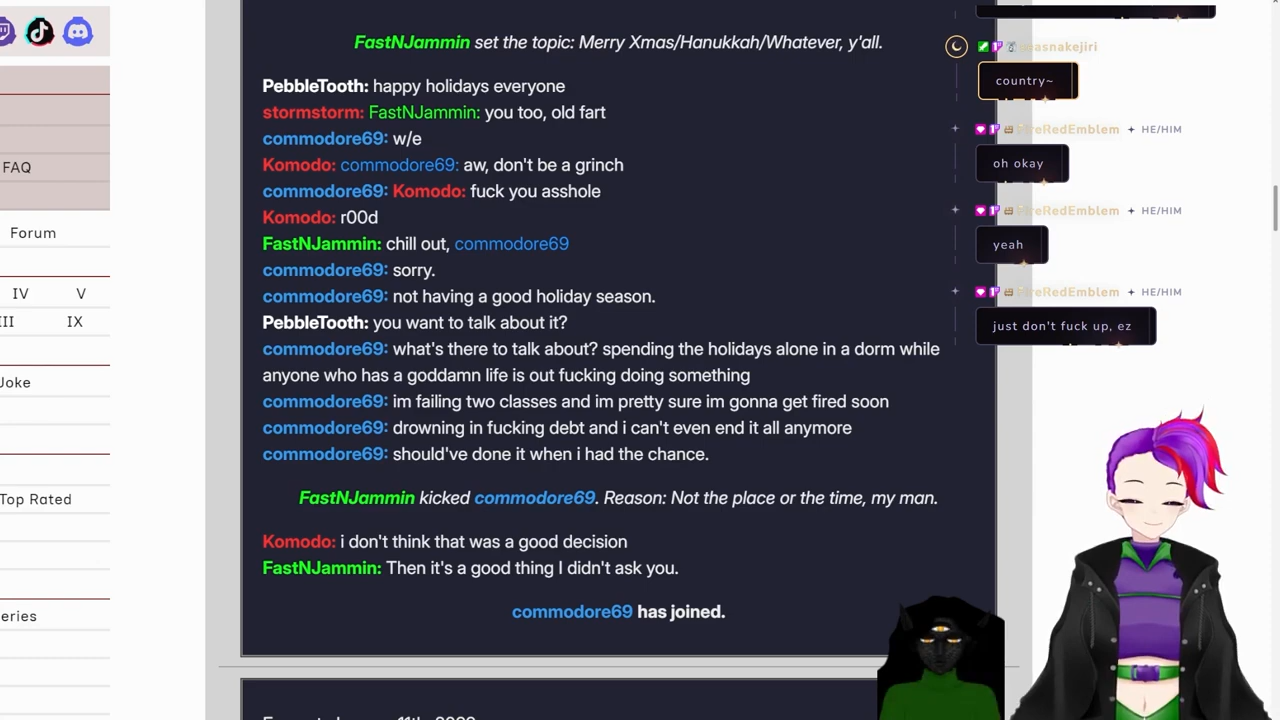 FastNJammin set the topic: Merry Xmas/Hanukkah/Whatever, y'all.
PebbleTooth: happy holidays everyone
stormstorm: FastNJammin: you too, old fart
commodore69: w/e
Komodo: commodore69: aw, don't be a grinch
commodore69: Komodo: fuck you asshole
Komodo: r00d
FastNJammin: chill out, commodore69
commodore69: sorry.
commodore69: not having a good holiday season.
PebbleTooth: you want to talk about it?
commodore69: what's there to talk about? spending the holidays alone in a dorm while
anyone who has a goddamn life is out fucking doing something
commodore69: im failing two classes and im pretty sure im gonna get fired soon
commodore69: drowning in fucking debt and i can't even end it all anymore
commodore69: should've done it when i had the chance.
FastNJammin kicked commodore69. Reason: Not the place or the time, my man.
Komodo: i don't think that was a good decision
FastNJammin: Then it's a good thing I didn't ask you.
commodore69 has joined.
FAQ
Forum
IV V
III IX
Joke
Top Rated
eries
country~
FireRedEmblem + HE/HIM
oh okay
FireRedEmblem + HE/HIM
yeah
FireRedEmblem + HE/HIM
just don't fuck up, ez